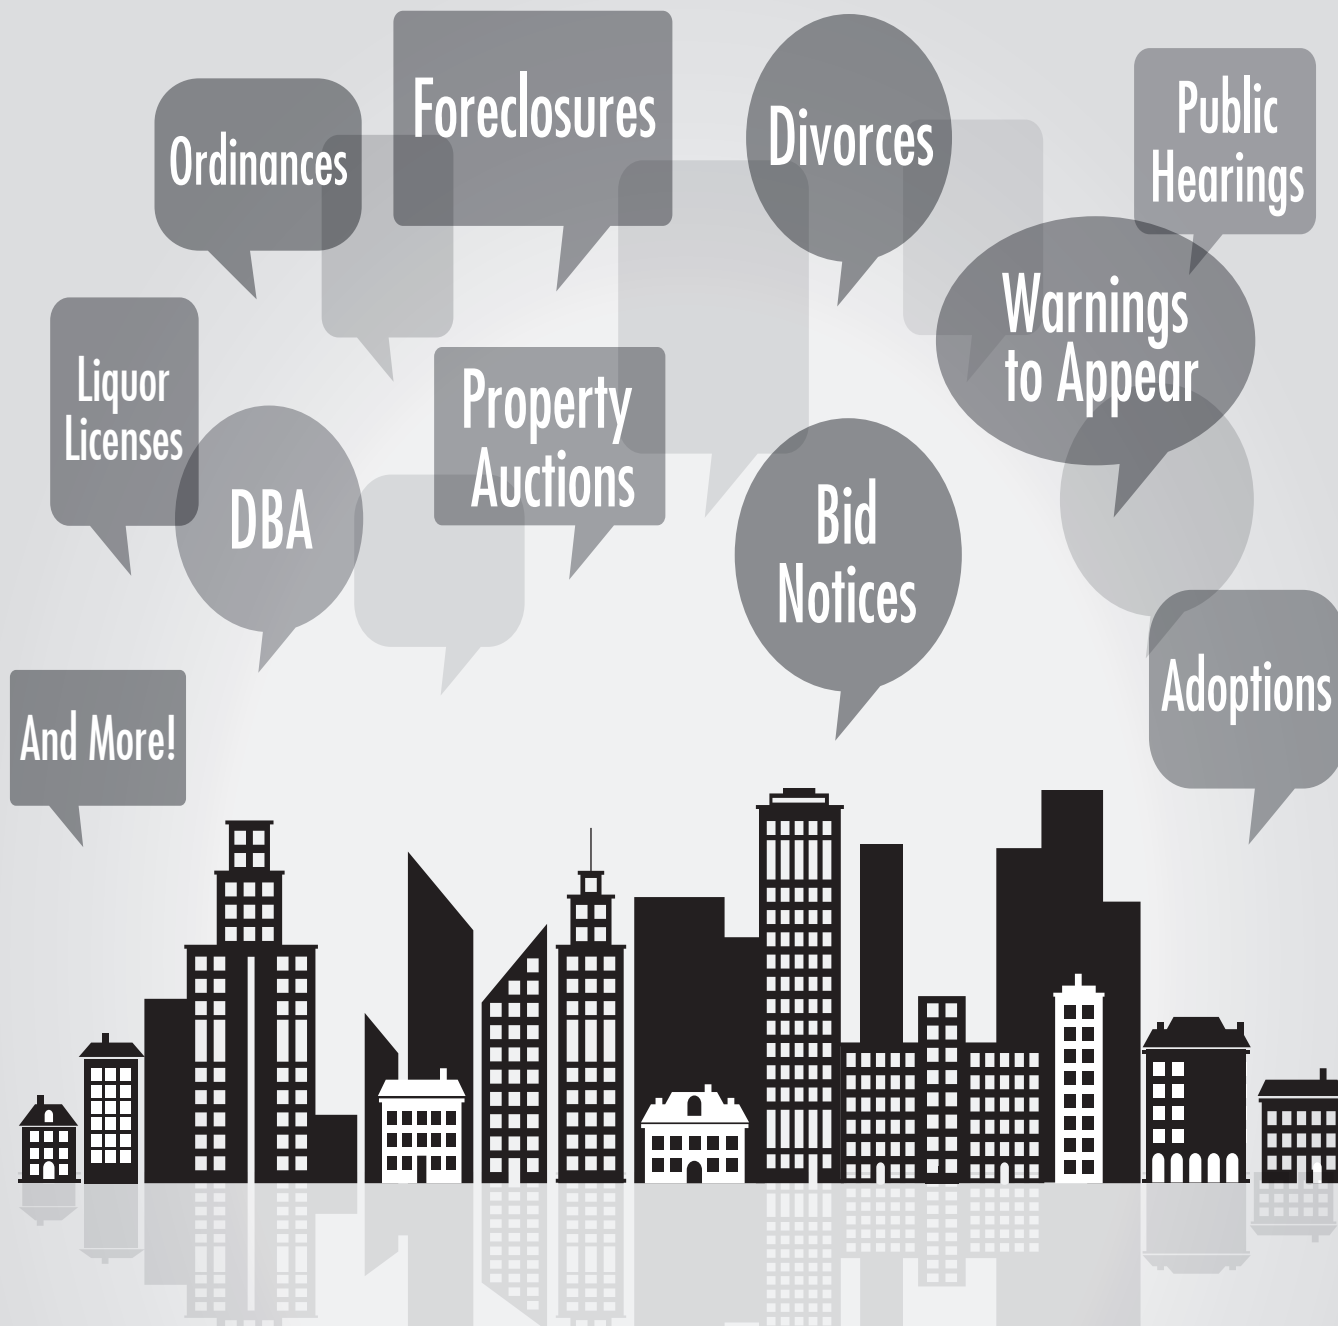 Foreclosures
Divorces
Public
Hearings
Ordinances
Warnings
to Appear
Liquor
Licenses
Property
Auctions
DBA
Bid
Notices
Adoptions
And More!